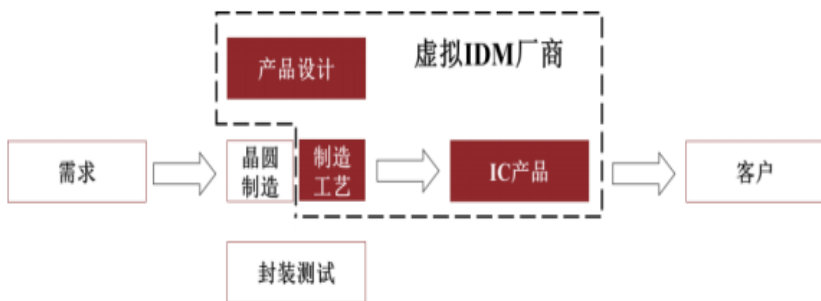 产品设计
虚拟IDM厂商
需求
晶圆
制造
制造
工艺
IC产品
客户
封装测试